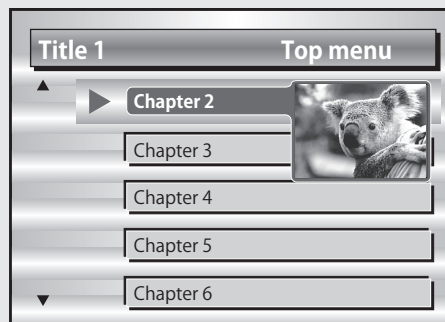 Title 1 Top menu
Chapter 2
Chapter 3
Chapter 4
Chapter 5
Chapter 6